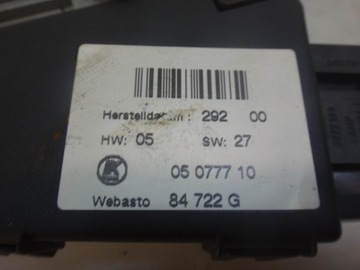 Herstelldatum: 292 00
HW: 05 SW: 27
K
05 0777 10
Webasto 84 722 G